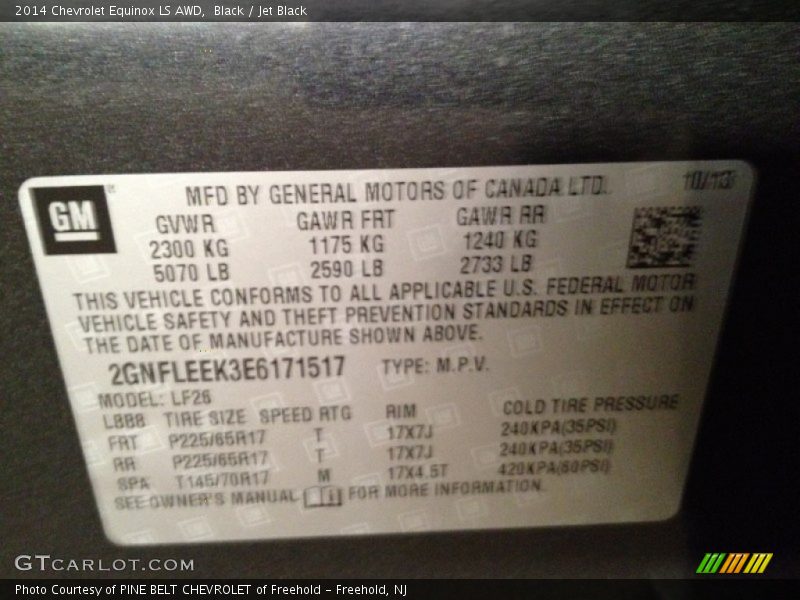 2014 Chevrolet Equinox LS AWD, Black / Jet Black
GM
MFD BY GENERAL MOTORS OF CANADA LTD. 10/13
GVWR GAWR FRT GAWR RR
2300 KG 1175 KG 1240 KG
5070 LB 2590 LB 2733 LB
THIS VEHICLE CONFORMS TO ALL APPLICABLE U.S. FEDERAL MOTOR
VEHICLE SAFETY AND THEFT PREVENTION STANDARDS IN EFFECT ON
THE DATE OF MANUFACTURE SHOWN ABOVE.
2GNFLEEK3E6171517 TYPE: M.P.V.
MODEL: LF26
LBBB TIRE SIZE SPEED RTG RIM COLD TIRE PRESSURE
FRT P225/65R17 T 17X7J 240KPA(35PSI)
RR P225/65R17 T 17X7J 240KPA(35PSI)
SPA T145/70R17 M 17X4.5T 420KPA(60PSI)
SEE OWNER'S MANUAL FOR MORE INFORMATION.
GTCARLOT.COM
Photo Courtesy of PINE BELT CHEVROLET of Freehold - Freehold, NJ